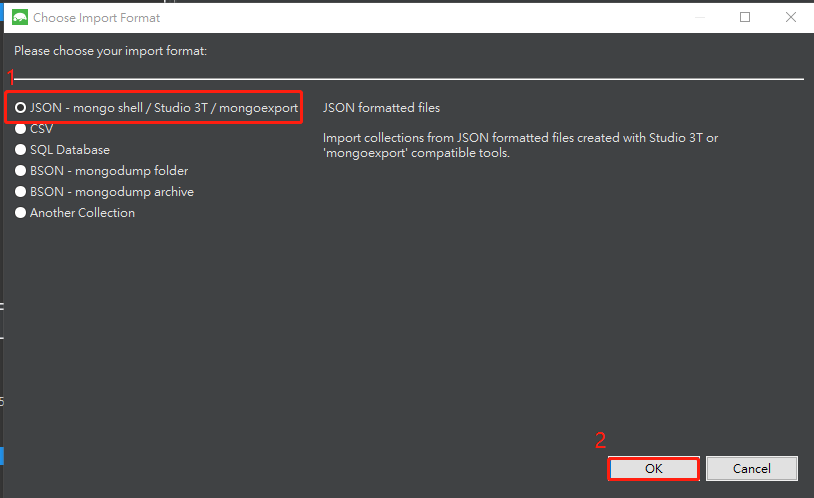 Choose Import Format
Please choose your import format:
1
JSON - mongo shell / Studio 3T / mongoexport
CSV
SQL Database
BSON - mongodump folder
BSON - mongodump archive
Another Collection
JSON formatted files
Import collections from JSON formatted files created with Studio 3T or
'mongoexport' compatible tools.
2
OK
Cancel